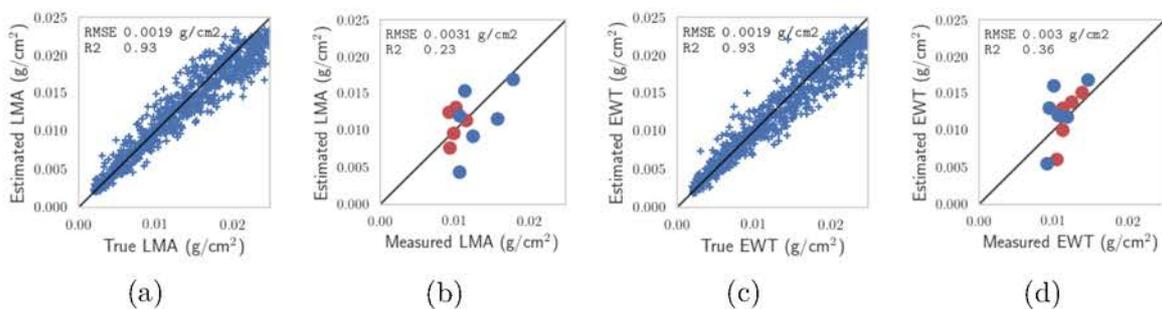 0.025
0.020
0.015
0.010
0.005
0.000
Estimated LMA (g/cm²)
RMSE 0.0019 g/cm2
R2 0.93
0.00 0.01 0.02
True LMA (g/cm²)
(a)
0.025
0.020
0.015
0.010
0.005
0.000
Estimated LMA (g/cm²)
RMSE 0.0031 g/cm2
R2 0.23
0.00 0.01 0.02
Measured LMA (g/cm²)
(b)
0.025
0.020
0.015
0.010
0.005
0.000
Estimated EWT (g/cm²)
RMSE 0.0019 g/cm2
R2 0.93
0.00 0.01 0.02
True EWT (g/cm²)
(c)
0.025
0.020
0.015
0.010
0.005
0.000
Estimated EWT (g/cm²)
RMSE 0.003 g/cm2
R2 0.36
0.00 0.01 0.02
Measured EWT (g/cm²)
(d)